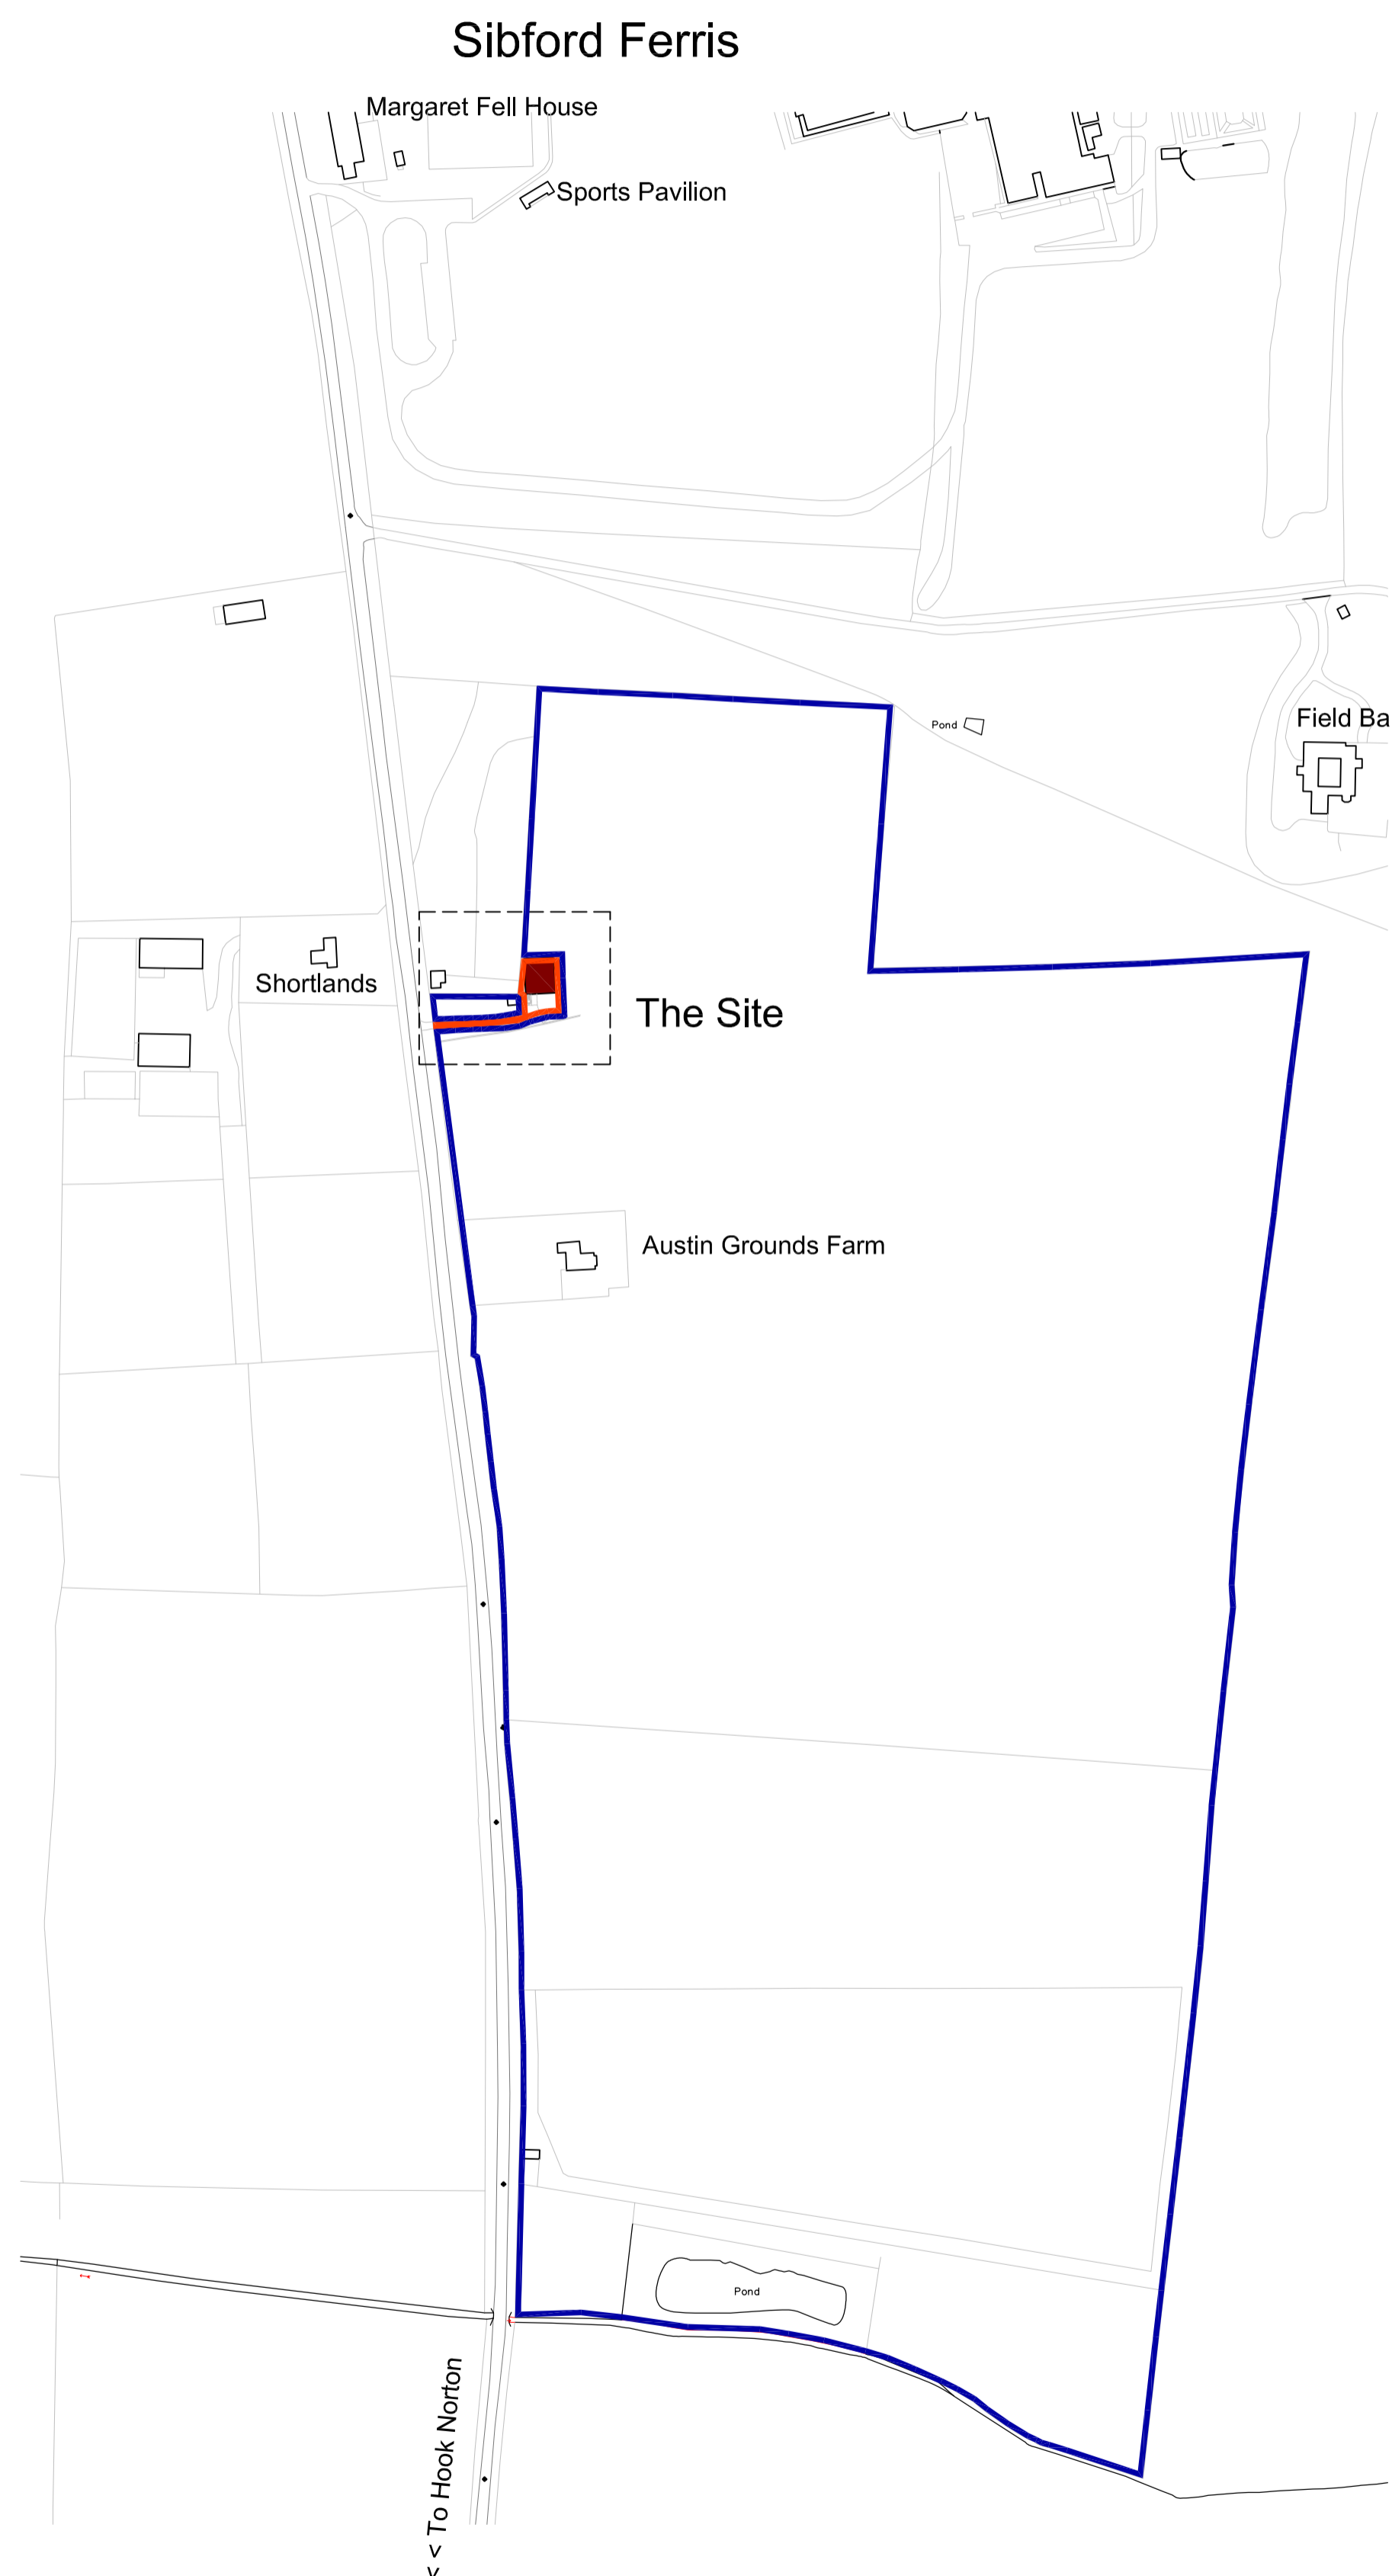 Sibford Ferris
Margaret Fell House
Sports Pavilion
Pond
Field Ba
Shortlands
The Site
Austin Grounds Farm
Pond
< < To Hook Norton